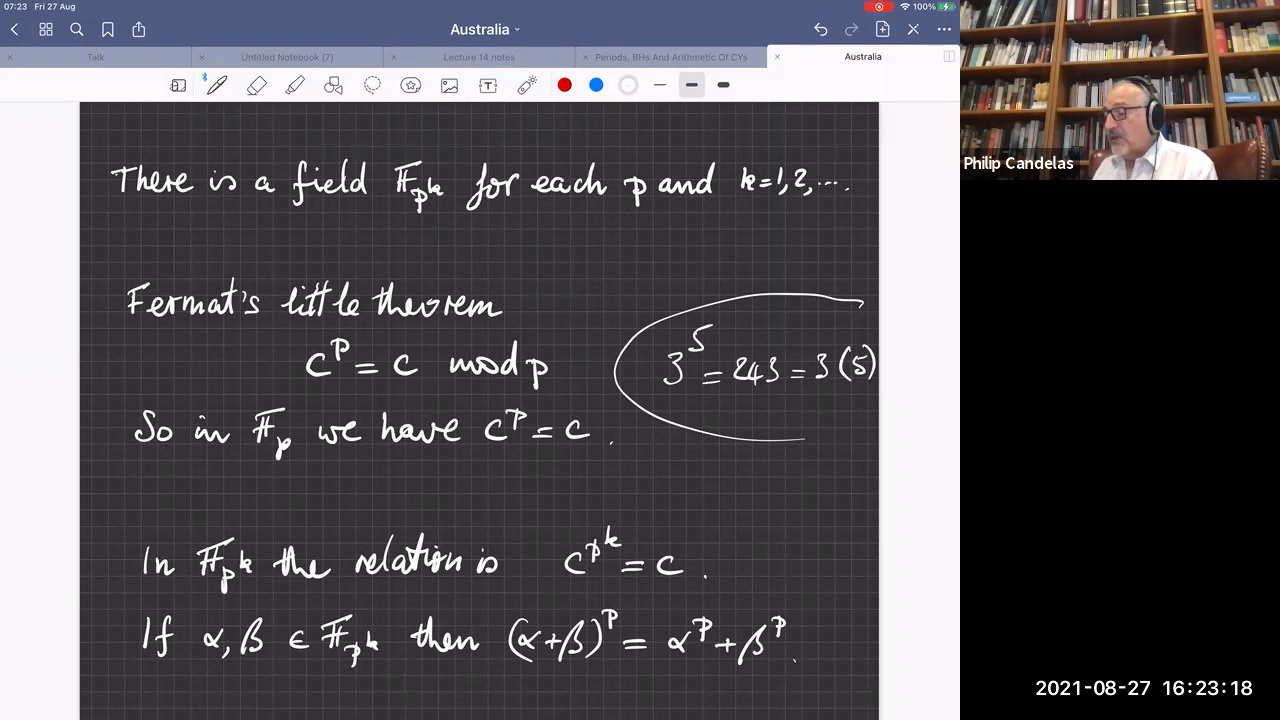 07:23 Fri 27 Aug
100%
Australia
Talk
Untitled Notebook (7)
Lecture 14 notes
Periods, BHs And Arithmetic Of CYs
Australia
There is a field 𝔽_{p^k} for each p and k=1,2,....
Fermat's little theorem
c^p = c mod p
3^5 = 243 = 3 (5)
So in 𝔽_p we have c^p = c.
In 𝔽_{p^k} the relation is c^{p^k} = c.
If α, β ∈ 𝔽_{p^k} then (α+β)^p = α^p + β^p.
Philip Candelas
2021-08-27 16:23:18